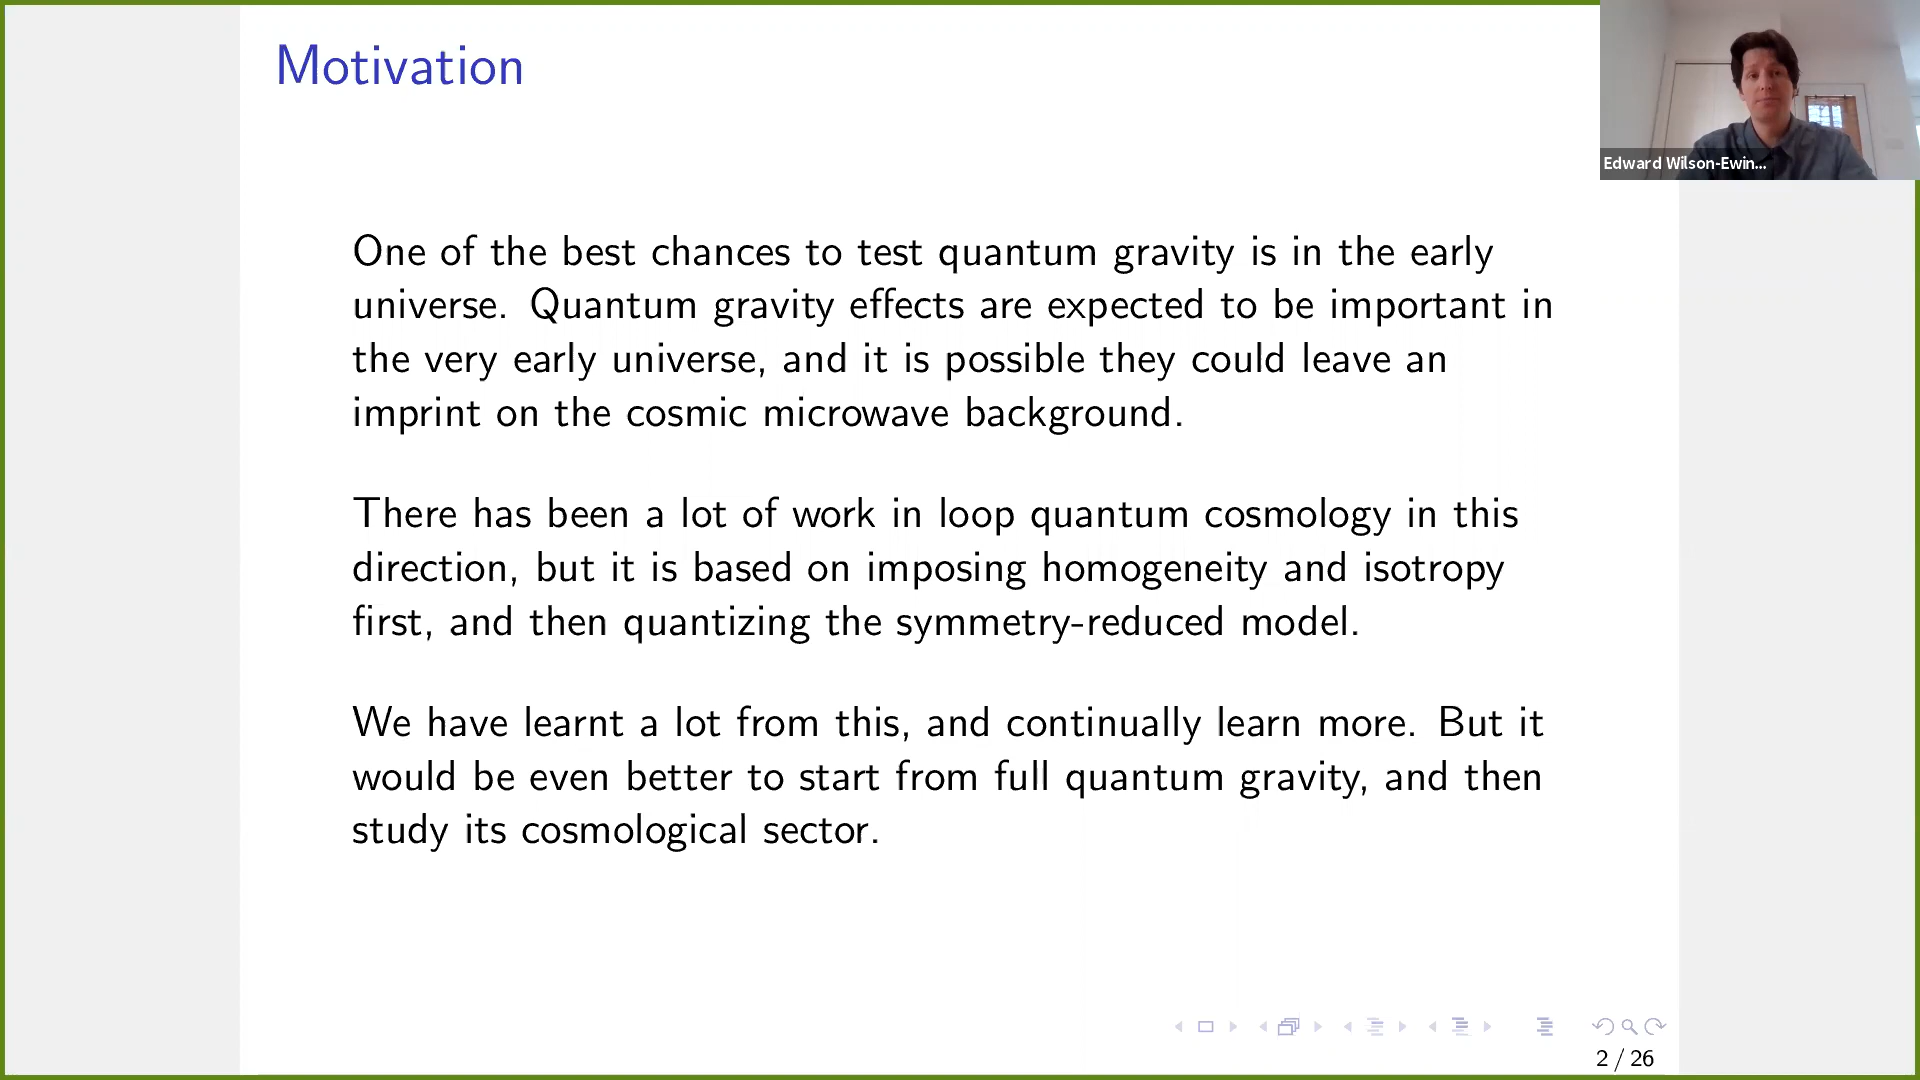 Motivation
Edward Wilson-Ewin...
One of the best chances to test quantum gravity is in the early
universe. Quantum gravity effects are expected to be important in
the very early universe, and it is possible they could leave an
imprint on the cosmic microwave background.
There has been a lot of work in loop quantum cosmology in this
direction, but it is based on imposing homogeneity and isotropy
first, and then quantizing the symmetry-reduced model.
We have learnt a lot from this, and continually learn more. But it
would be even better to start from full quantum gravity, and then
study its cosmological sector.
2 / 26